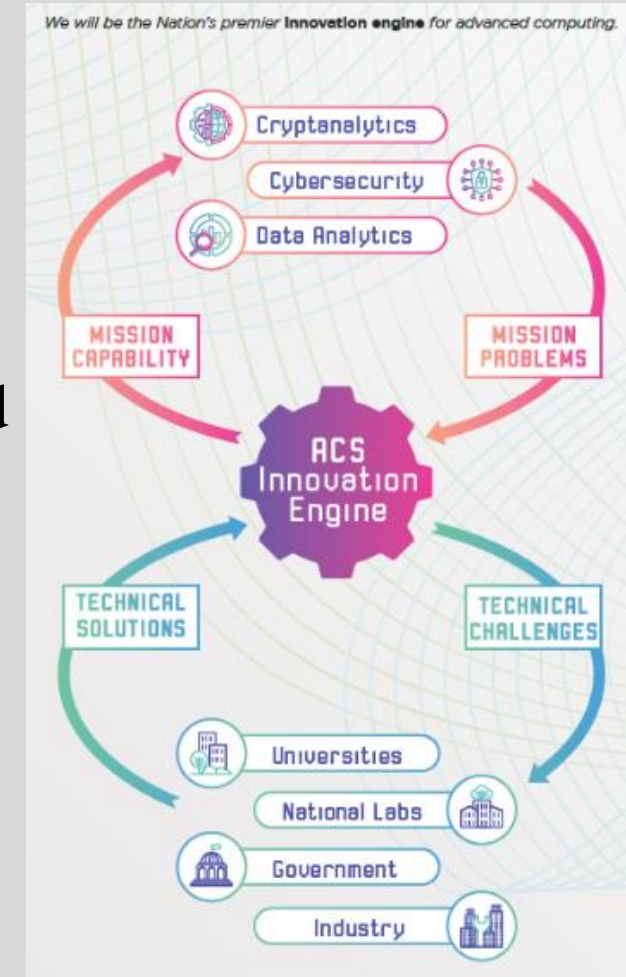 We will be the Nation's premier innovation engine for advanced computing.
Cryptanalytics
Cybersecurity
Data Analytics
MISSION
CAPABILITY
MISSION
PROBLEMS
ACS
Innovation
Engine
TECHNICAL
SOLUTIONS
TECHNICAL
CHALLENGES
Universities
National Labs
Government
Industry